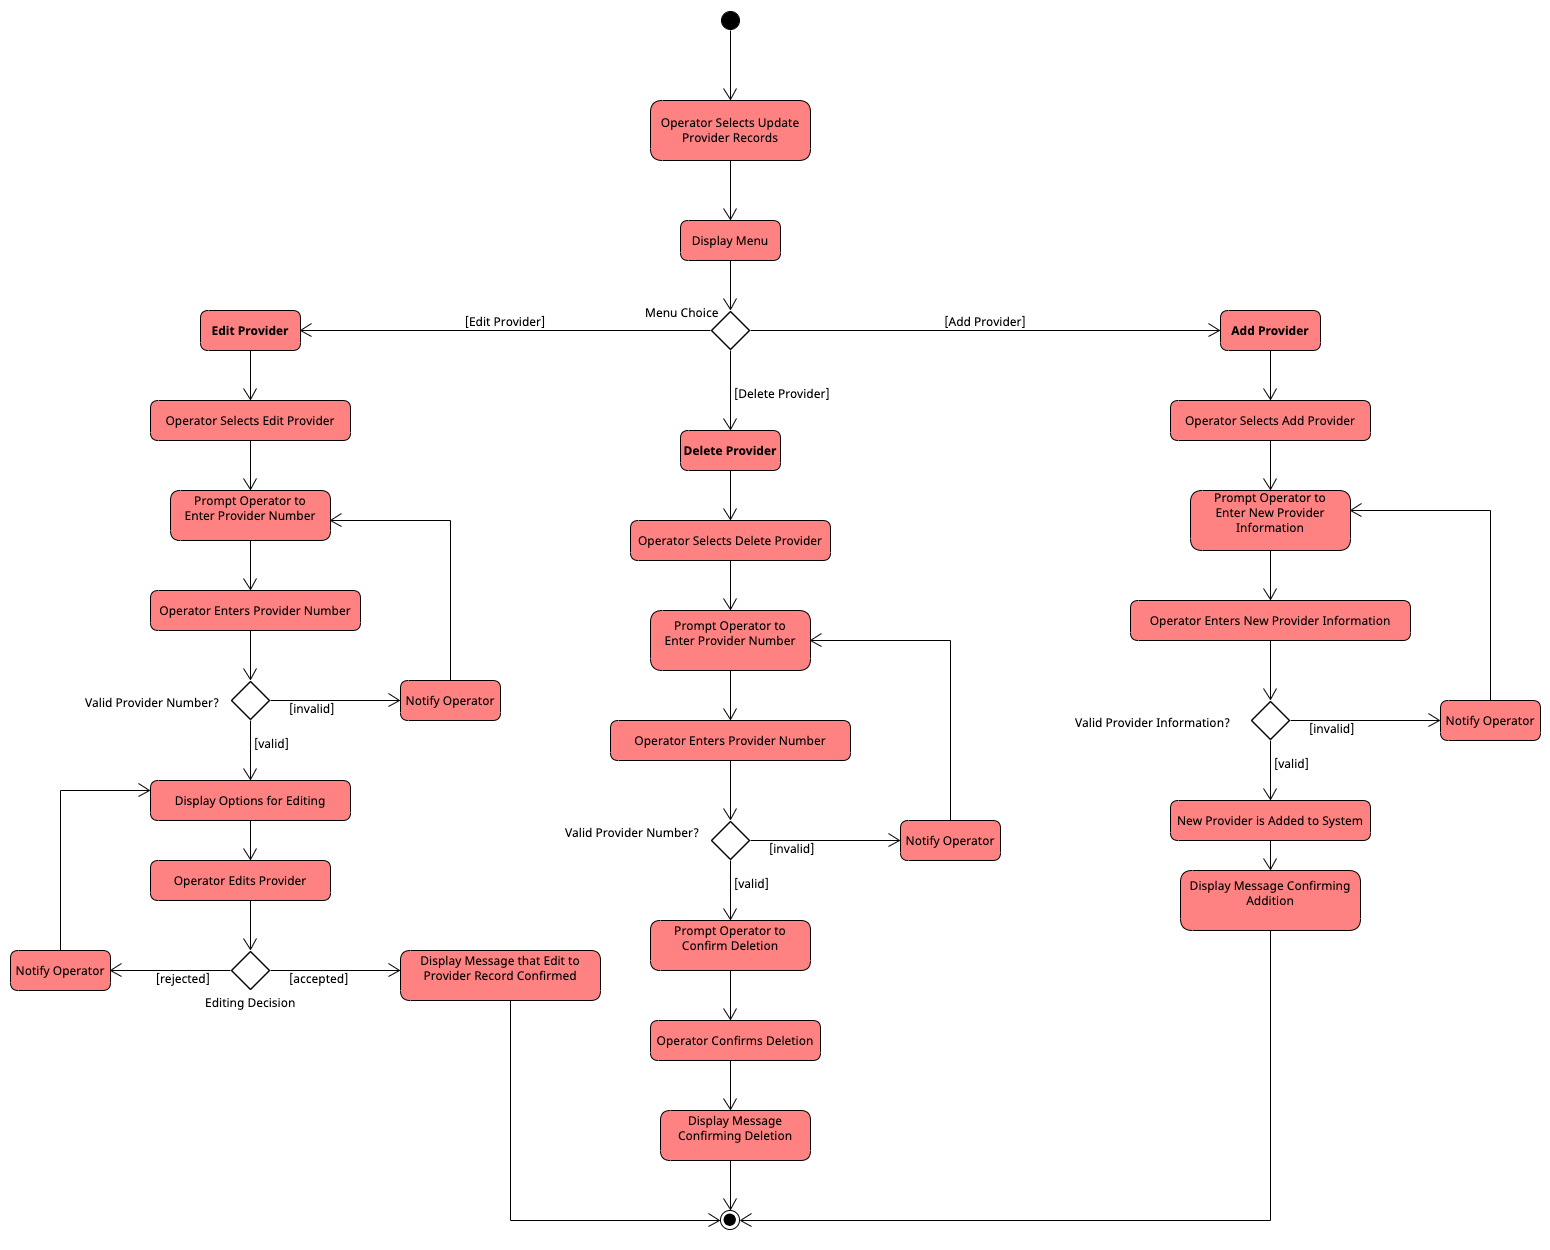 Operator Selects Update
Provider Records
Display Menu
Menu Choice
[Edit Provider]
[Add Provider]
[Delete Provider]
Edit Provider
Operator Selects Edit Provider
Prompt Operator to
Enter Provider Number
Operator Enters Provider Number
Valid Provider Number?
[invalid]
Notify Operator
[valid]
Display Options for Editing
Operator Edits Provider
Notify Operator
[rejected]
[accepted]
Editing Decision
Display Message that Edit to
Provider Record Confirmed
Delete Provider
Operator Selects Delete Provider
Prompt Operator to
Enter Provider Number
Operator Enters Provider Number
Valid Provider Number?
[invalid]
Notify Operator
[valid]
Prompt Operator to
Confirm Deletion
Operator Confirms Deletion
Display Message
Confirming Deletion
Add Provider
Operator Selects Add Provider
Prompt Operator to
Enter New Provider
Information
Operator Enters New Provider Information
Valid Provider Information?
[invalid]
Notify Operator
[valid]
New Provider is Added to System
Display Message Confirming
Addition